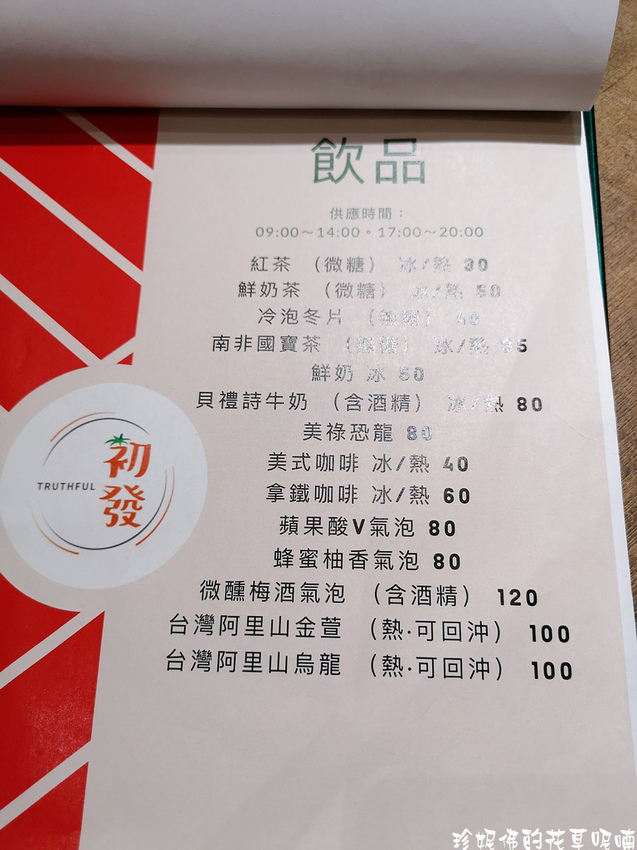 飲品
供應時間：
09:00～14:00。17:00～20:00
紅茶 （微糖） 冰/熱 30
鮮奶茶 （微糖） 冰/熱 50
冷泡冬片 （無糖） 40
南非國寶茶 冰/熱
鮮奶 冰 50
貝禮詩牛奶 （含酒精） 冰/熱 80
美祿恐龍 80
美式咖啡 冰/熱 40
拿鐵咖啡 冰/熱 60
蘋果酸V氣泡 80
蜂蜜柚香氣泡 80
微醺梅酒氣泡 （含酒精） 120
台灣阿里山金萱 （熱·可回沖） 100
台灣阿里山烏龍 （熱·可回沖） 100
TRUTHFUL
初發
珍妮佛的花草呢喃